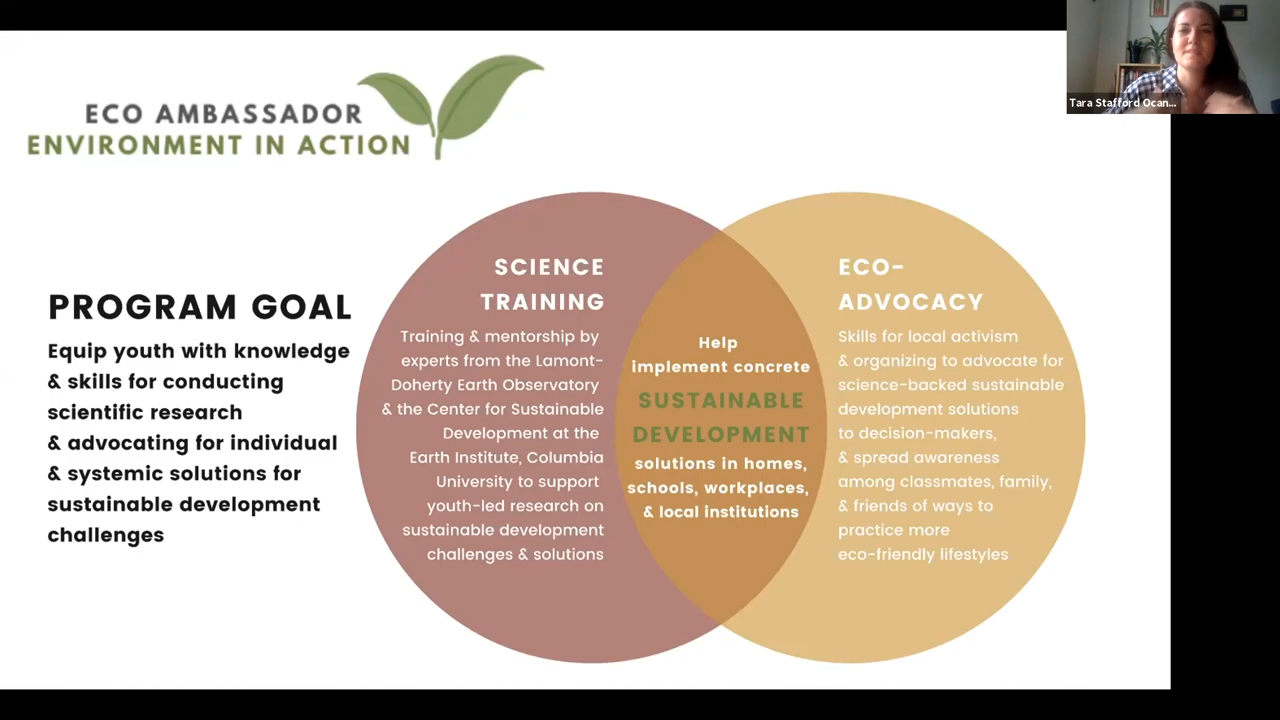 ECO AMBASSADOR
ENVIRONMENT IN ACTION
Tara Stafford Ocan...
PROGRAM GOAL
Equip youth with knowledge
& skills for conducting
scientific research
& advocating for individual
& systemic solutions for
sustainable development
challenges
SCIENCE
TRAINING
Training & mentorship by
experts from the Lamont-
Doherty Earth Observatory
& the Center for Sustainable
Development at the
Earth Institute, Columbia
University to support
youth-led research on
sustainable development
challenges & solutions
Help
implement concrete
SUSTAINABLE
DEVELOPMENT
solutions in homes,
schools, workplaces,
& local institutions
ECO-
ADVOCACY
Skills for local activism
& organizing to advocate for
science-backed sustainable
development solutions
to decision-makers,
& spread awareness
among classmates, family,
& friends of ways to
practice more
eco-friendly lifestyles